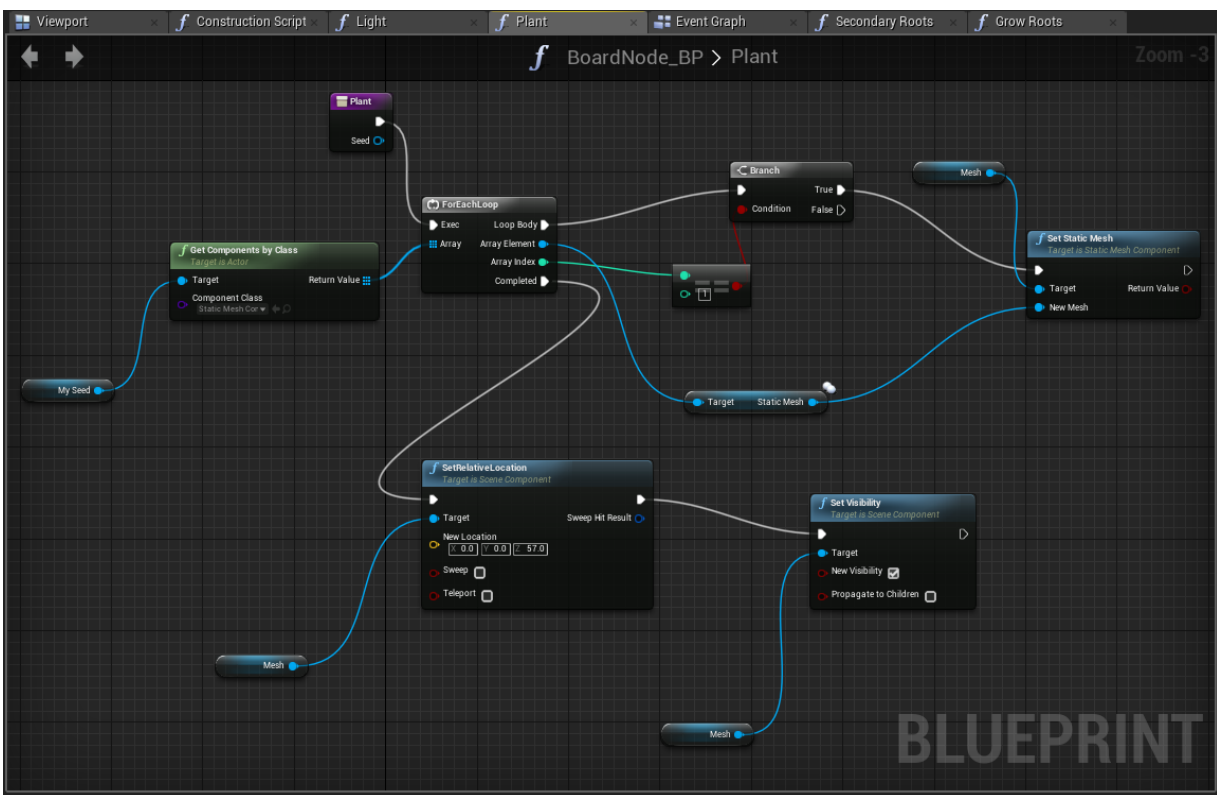 Viewport
Construction Script
Light
Plant
Event Graph
Secondary Roots
Grow Roots
BoardNode_BP > Plant
Zoom -3
Plant
Seed
ForEachLoop
Exec
Loop Body
Array
Array Element
Array Index
Completed
Get Components by Class
Target is Actor
Target
Return Value
Component Class
Static Mesh Cor
My Seed
Branch
True
Condition
False
==
1
Mesh
Set Static Mesh
Target is Static Mesh Component
Target
Return Value
New Mesh
Target
Static Mesh
SetRelativeLocation
Target is Scene Component
Target
Sweep Hit Result
New Location
X 0.0 Y 0.0 Z 57.0
Sweep
Teleport
Mesh
Set Visibility
Target is Scene Component
Target
New Visibility
Propagate to Children
Mesh
BLUEPRINT